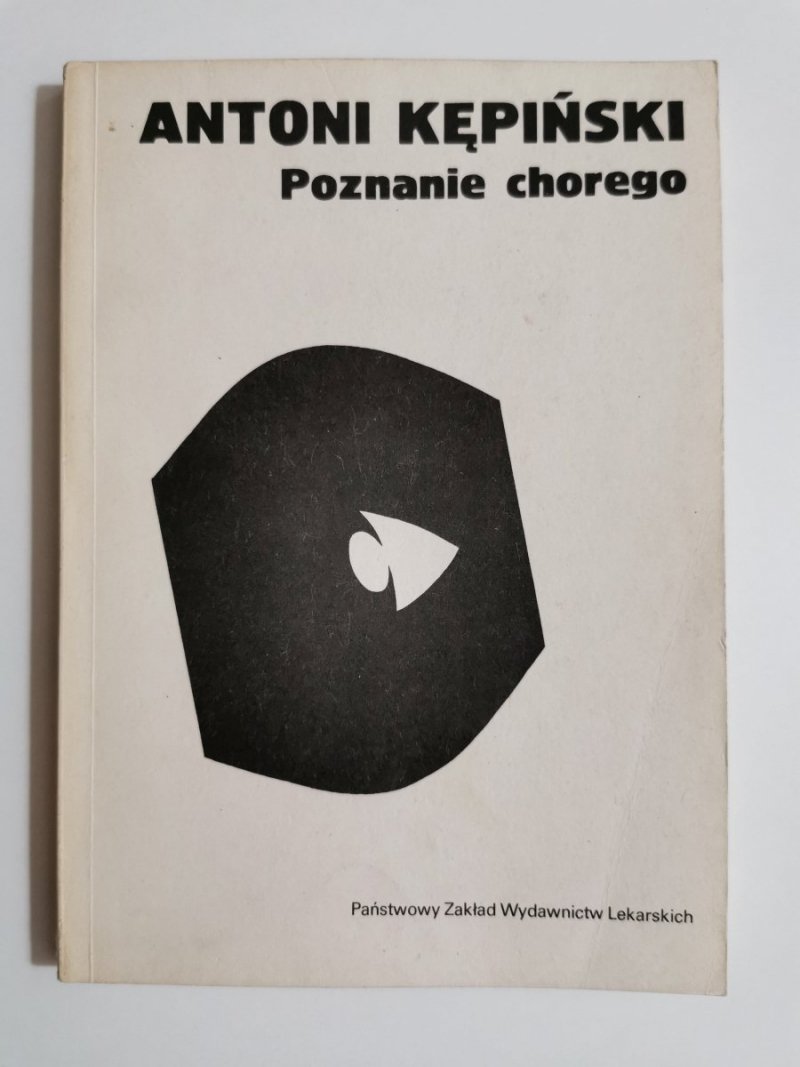 ANTONI KĘPIŃSKI
Poznanie chorego
Państwowy Zakład Wydawnictw Lekarskich